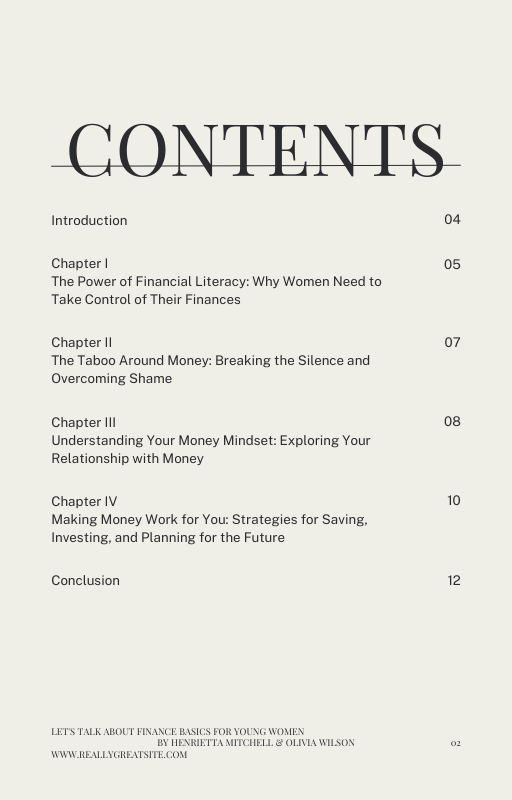 CONTENTS
Introduction 04
Chapter I 05
The Power of Financial Literacy: Why Women Need to
Take Control of Their Finances
Chapter II 07
The Taboo Around Money: Breaking the Silence and
Overcoming Shame
Chapter III 08
Understanding Your Money Mindset: Exploring Your
Relationship with Money
Chapter IV 10
Making Money Work for You: Strategies for Saving,
Investing, and Planning for the Future
Conclusion 12
LET'S TALK ABOUT FINANCE BASICS FOR YOUNG WOMEN
BY HENRIETTA MITCHELL & OLIVIA WILSON 02
WWW.REALLYGREATSITE.COM